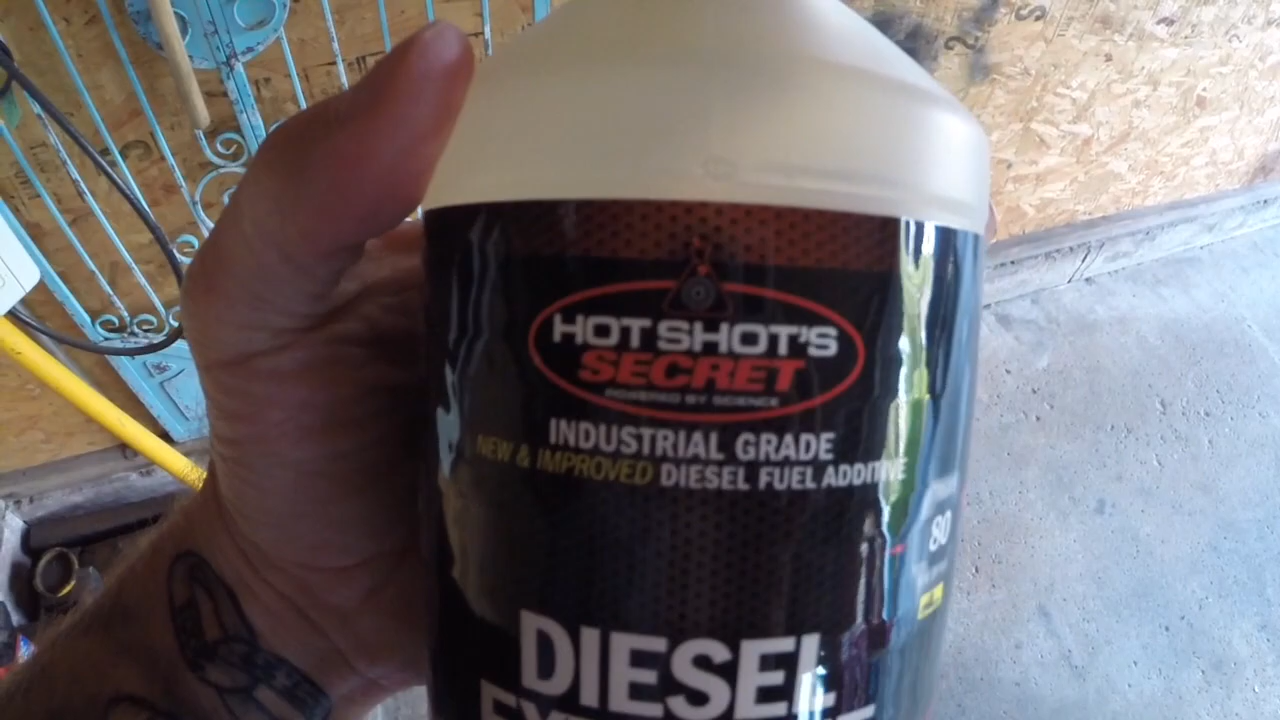 HOT SHOT'S
SECRET
POWERED BY SCIENCE
INDUSTRIAL GRADE
NEW & IMPROVED DIESEL FUEL ADDITIVE
80
DIESEL